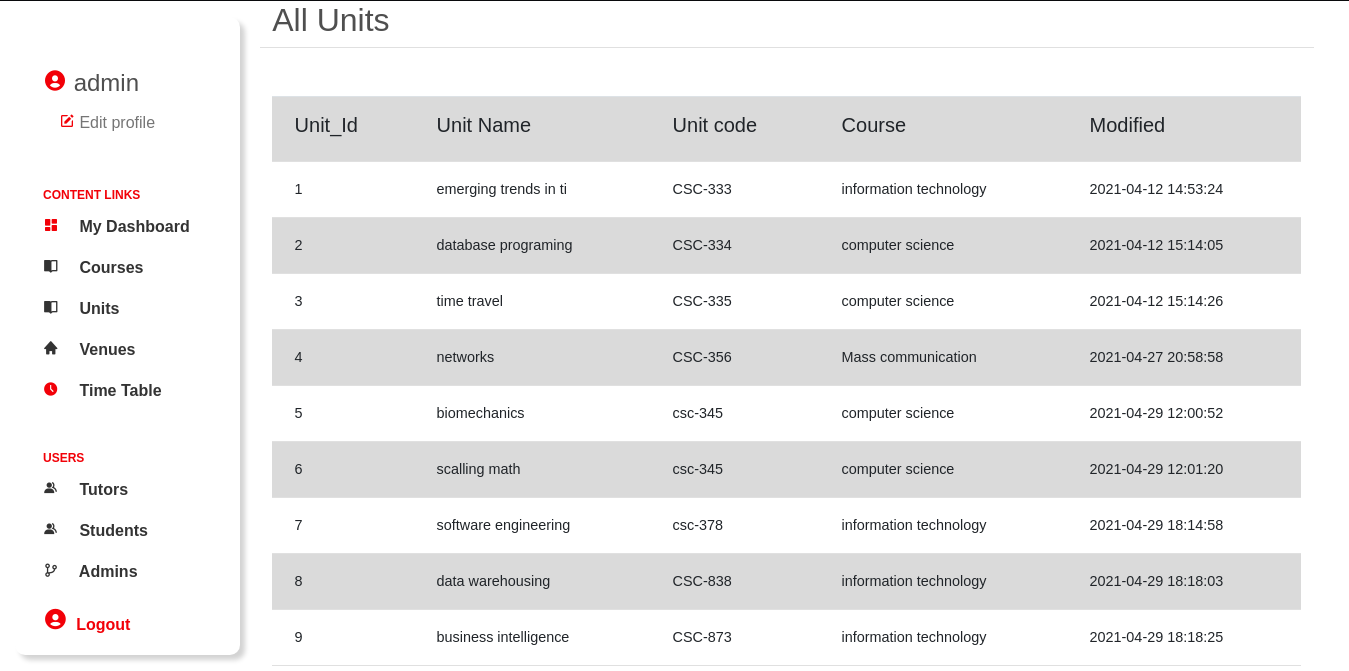 admin
Edit profile
CONTENT LINKS
My Dashboard
Courses
Units
Venues
Time Table
USERS
Tutors
Students
Admins
Logout
All Units
Unit_Id Unit Name Unit code Course Modified
1 emerging trends in ti CSC-333 information technology 2021-04-12 14:53:24
2 database programing CSC-334 computer science 2021-04-12 15:14:05
3 time travel CSC-335 computer science 2021-04-12 15:14:26
4 networks CSC-356 Mass communication 2021-04-27 20:58:58
5 biomechanics csc-345 computer science 2021-04-29 12:00:52
6 scalling math csc-345 computer science 2021-04-29 12:01:20
7 software engineering csc-378 information technology 2021-04-29 18:14:58
8 data warehousing CSC-838 information technology 2021-04-29 18:18:03
9 business intelligence CSC-873 information technology 2021-04-29 18:18:25